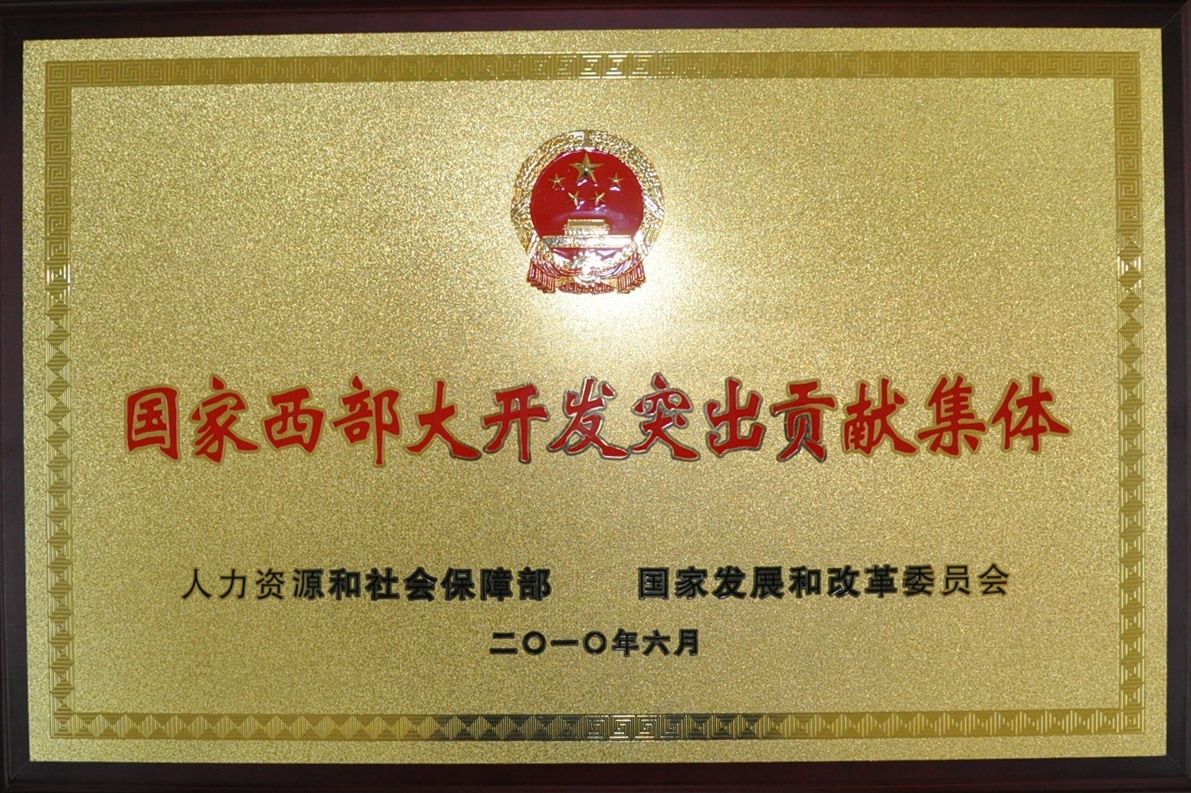 国家西部大开发突出贡献集体
人力资源和社会保障部 国家发展和改革委员会
二〇一〇年六月